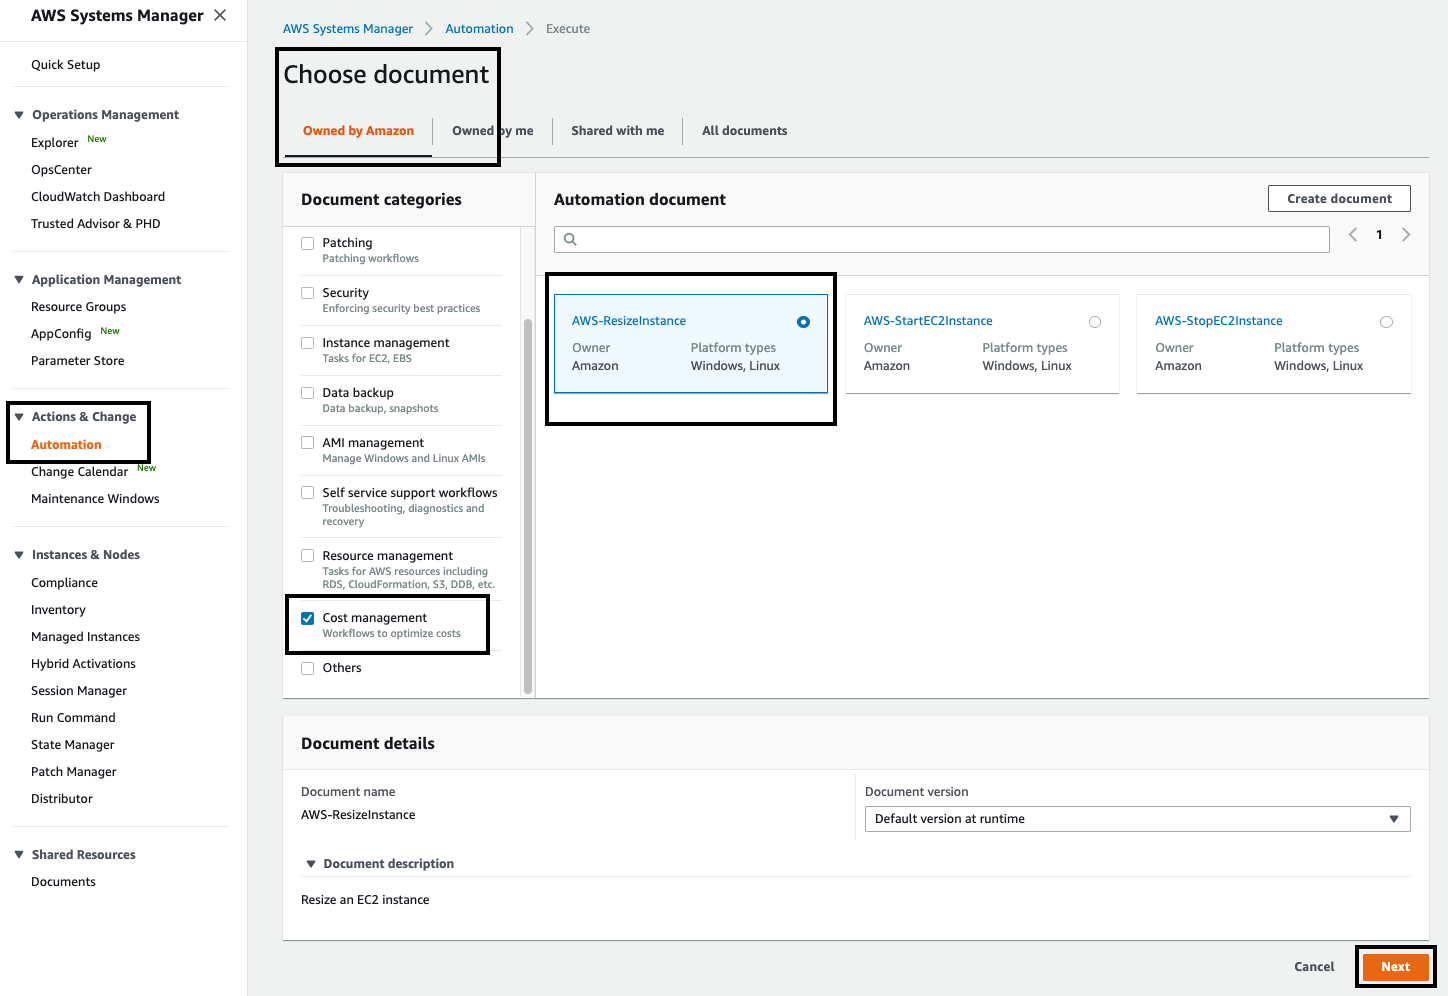 AWS Systems Manager
Quick Setup
Operations Management
Explorer New
OpsCenter
CloudWatch Dashboard
Trusted Advisor & PHD
Application Management
Resource Groups
AppConfig New
Parameter Store
Actions & Change
Automation
Change Calendar New
Maintenance Windows
Instances & Nodes
Compliance
Inventory
Managed Instances
Hybrid Activations
Session Manager
Run Command
State Manager
Patch Manager
Distributor
Shared Resources
Documents
AWS Systems Manager Automation Execute
Choose document
Owned by Amazon Owned by me Shared with me All documents
Document categories
Patching
Patching workflows
Security
Enforcing security best practices
Instance management
Tasks for EC2, EBS
Data backup
Data backup, snapshots
AMI management
Manage Windows and Linux AMIs
Self service support workflows
Troubleshooting, diagnostics and
recovery
Resource management
Tasks for AWS resources including
RDS, CloudFormation, S3, DDB, etc.
Cost management
Workflows to optimize costs
Others
Automation document
Create document
1
AWS-ResizeInstance
Owner Platform types
Amazon Windows, Linux
AWS-StartEC2Instance
Owner Platform types
Amazon Windows, Linux
AWS-StopEC2Instance
Owner Platform types
Amazon Windows, Linux
Document details
Document name
AWS-ResizeInstance
Document version
Default version at runtime
Document description
Resize an EC2 instance
Cancel
Next